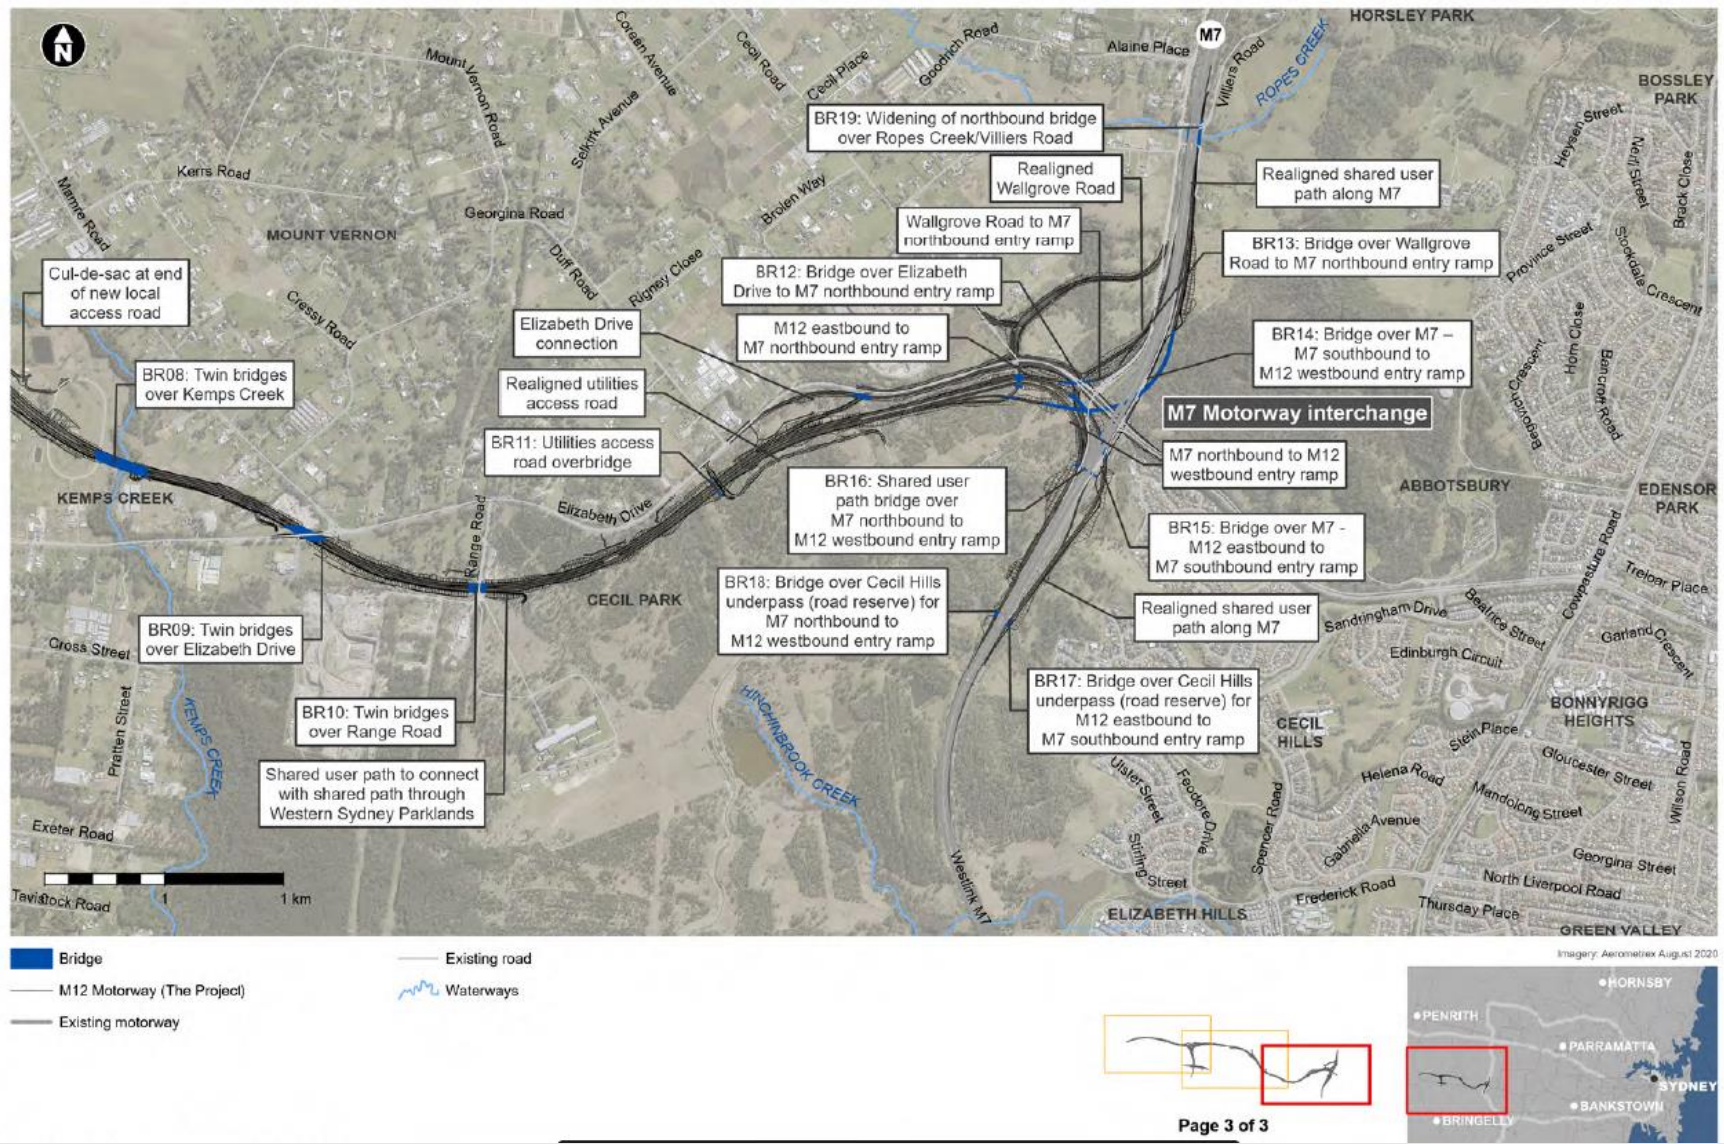 N
M7
HORSLEY PARK
BOSSLEY
PARK
Mount Vernon
Road
Coreen Avenue
Cecil Road
Cecil Place
Goodrich Road
Alaine Place
Villiers Road
ROPES CREEK
Selkirk Avenue
Kerrs Road
Mamre Road
MOUNT VERNON
Georgina Road
Duff Road
Brolen Way
Rigney Close
Cressy Road
Heysen Street
Neill Street
Brack Close
Province Street
Stockdale Crescent
Horn Close
Bancroft Road
Begovich Crescent
BR19: Widening of northbound bridge
over Ropes Creek/Villiers Road
Realigned
Wallgrove Road
Realigned shared user
path along M7
Wallgrove Road to M7
northbound entry ramp
BR13: Bridge over Wallgrove
Road to M7 northbound entry ramp
BR12: Bridge over Elizabeth
Drive to M7 northbound entry ramp
Cul-de-sac at end
of new local
access road
Elizabeth Drive
connection
M12 eastbound to
M7 northbound entry ramp
BR14: Bridge over M7 –
M7 southbound to
M12 westbound entry ramp
BR08: Twin bridges
over Kemps Creek
Realigned utilities
access road
M7 Motorway interchange
BR11: Utilities access
road overbridge
M7 northbound to M12
westbound entry ramp
BR16: Shared user
path bridge over
M7 northbound to
M12 westbound entry ramp
KEMPS CREEK
Elizabeth Drive
Range Road
ABBOTSBURY
EDENSOR
PARK
BR15: Bridge over M7 -
M12 eastbound to
M7 southbound entry ramp
BR18: Bridge over Cecil Hills
underpass (road reserve) for
M7 northbound to
M12 westbound entry ramp
CECIL PARK
Realigned shared user
path along M7
BR09: Twin bridges
over Elizabeth Drive
Cross Street
Pratten Street
KEMPS CREEK
Cowpasture Road
Treloar Place
Sandringham Drive
Beatrice Street
Garland Crescent
Edinburgh Circuit
BR10: Twin bridges
over Range Road
BR17: Bridge over Cecil Hills
underpass (road reserve) for
M12 eastbound to
M7 southbound entry ramp
HINCHINBROOK CREEK
CECIL
HILLS
BONNYRIGG
HEIGHTS
Stein Place
Gloucester Street
Shared user path to connect
with shared path through
Western Sydney Parklands
Ulster Street
Feodore Drive
Stirling
Street
Spencer Road
Helena Road
Gabriella Avenue
Mandolong Street
Wilson Road
Georgina Street
North Liverpool Road
Frederick Road
Thursday Place
Exeter Road
Tavistock Road
1
1 km
Westlink M7
ELIZABETH HILLS
GREEN VALLEY
Imagery: Aerometrex August 2020
Bridge
M12 Motorway (The Project)
Existing motorway
Existing road
Waterways
Page 3 of 3
HORNSBY
PENRITH
PARRAMATTA
SYDNEY
BANKSTOWN
BRINGELLY